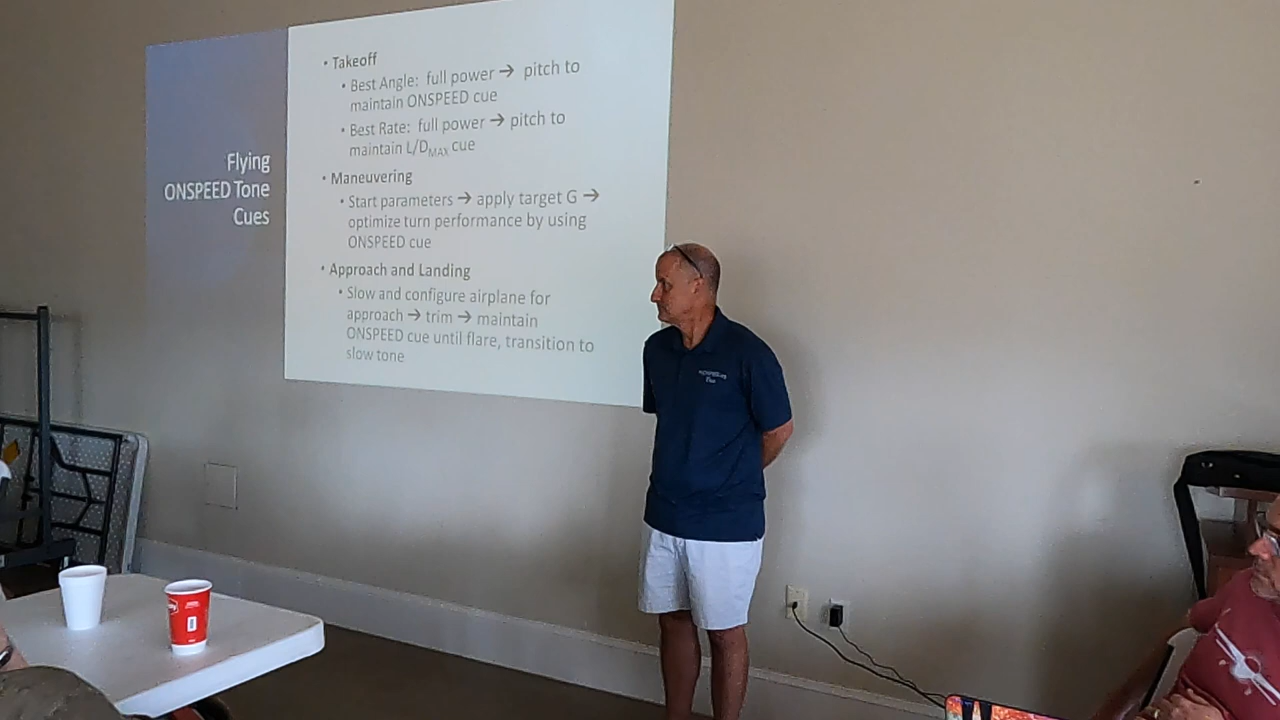 Flying
ONSPEED Tone
Cues
• Takeoff
• Best Angle: full power → pitch to
maintain ONSPEED cue
• Best Rate: full power → pitch to
maintain L/DMAX cue
• Maneuvering
• Start parameters → apply target G →
optimize turn performance by using
ONSPEED cue
• Approach and Landing
• Slow and configure airplane for
approach → trim → maintain
ONSPEED cue until flare, transition to
slow tone